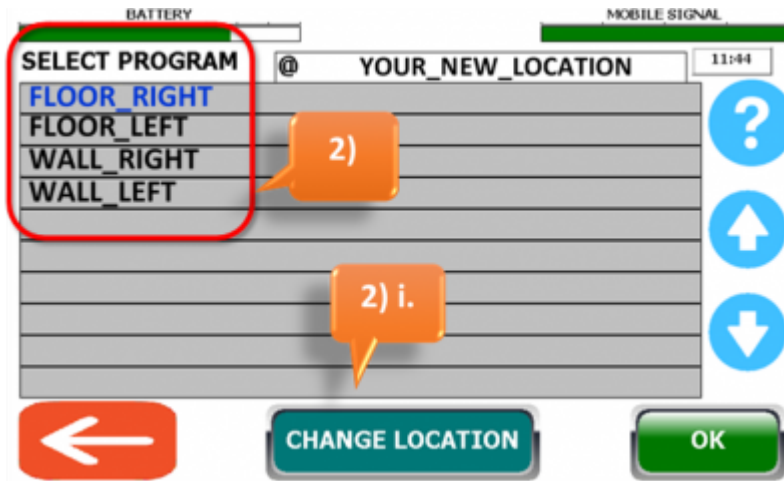 BATTERY MOBILE SIGNAL
SELECT PROGRAM @ YOUR_NEW_LOCATION 11:44
FLOOR_RIGHT
FLOOR_LEFT
WALL_RIGHT
WALL_LEFT
2)
?
2) i.
CHANGE LOCATION OK